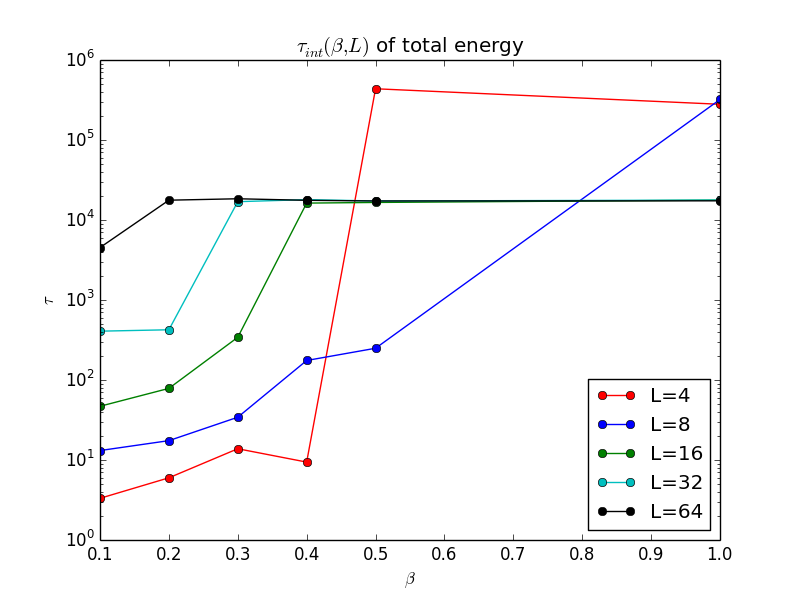 τ_int(β,L) of total energy
10^6
10^5
10^4
10^3
10^2
10^1
10^0
τ
L=4
L=8
L=16
L=32
L=64
0.1 0.2 0.3 0.4 0.5 0.6 0.7 0.8 0.9 1.0
β